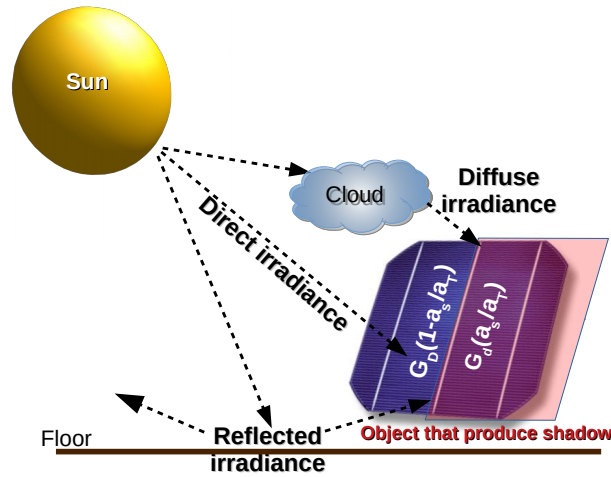 Sun
Cloud
Diffuse
irradiance
Direct irradiance
G_D(1-a_s/a_T)
G_d(a_s/a_T)
Object that produce shadow
Floor
Reflected
irradiance